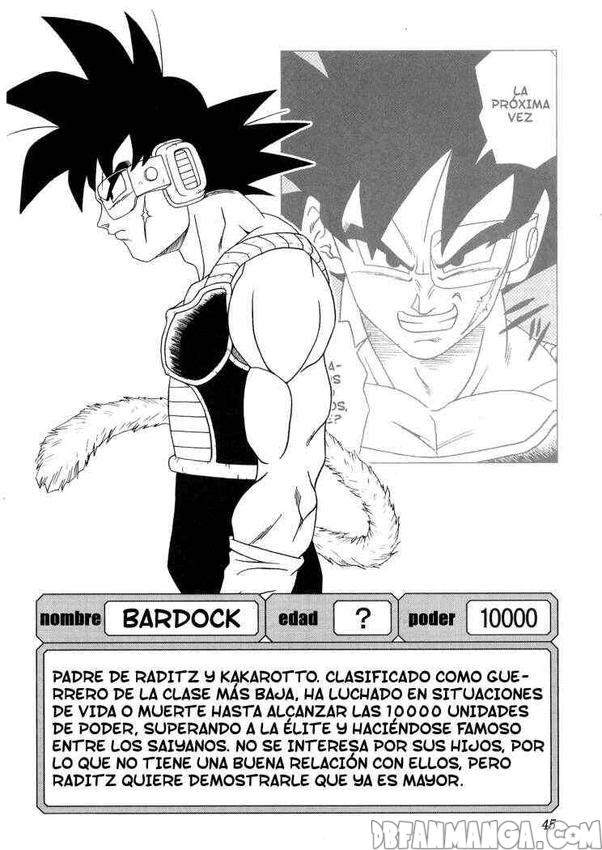 LA
PRÓXIMA
VEZ
nombre BARDOCK edad ? poder 10000
PADRE DE RADITZ Y KAKAROTTO. CLASIFICADO COMO GUE-
RRERO DE LA CLASE MÁS BAJA, HA LUCHADO EN SITUACIONES
DE VIDA O MUERTE HASTA ALCANZAR LAS 10000 UNIDADES
DE PODER, SUPERANDO A LA ÉLITE Y HACIÉNDOSE FAMOSO
ENTRE LOS SAIYANOS. NO SE INTERESA POR SUS HIJOS, POR
LO QUE NO TIENE UNA BUENA RELACIÓN CON ELLOS, PERO
RADITZ QUIERE DEMOSTRARLE QUE YA ES MAYOR.
45
DBFANMANGA.COM